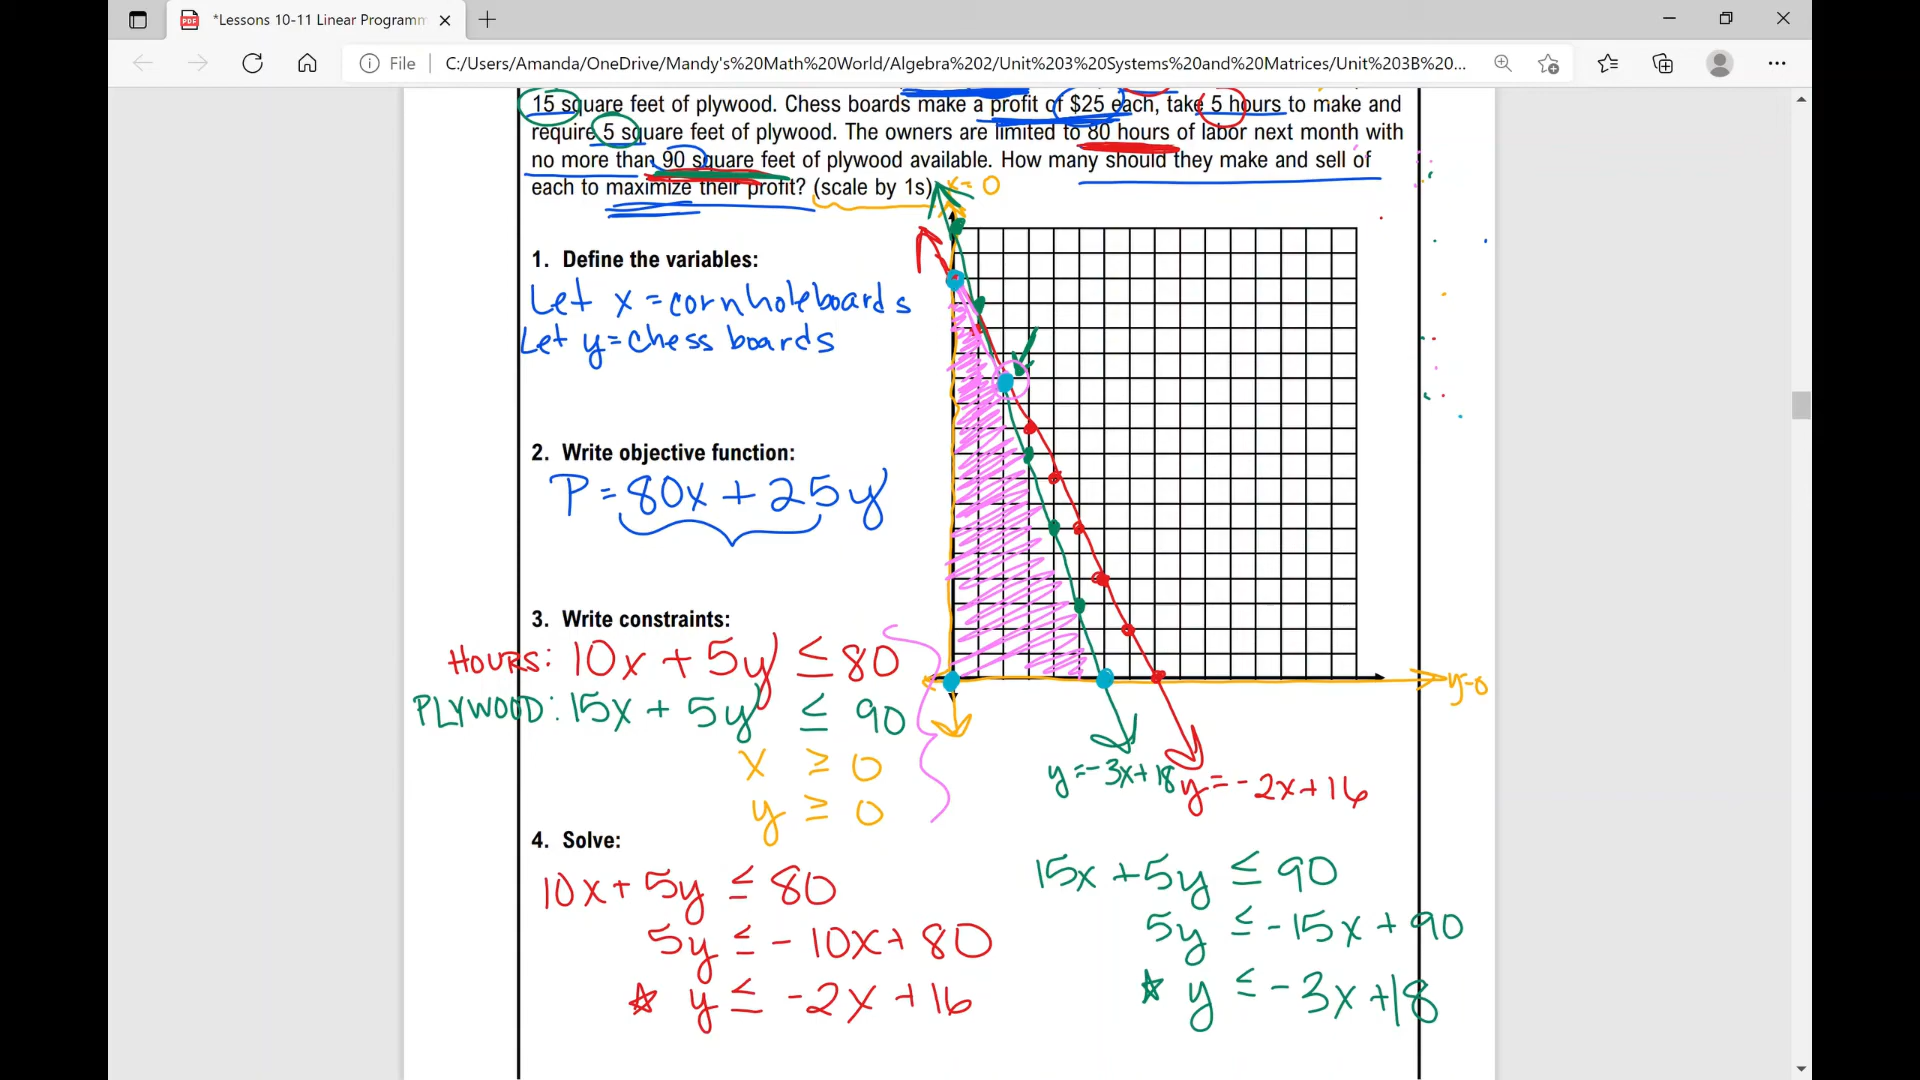 *Lessons 10-11 Linear Programm
File C:/Users/Amanda/OneDrive/Mandy's%20Math%20World/Algebra%202/Unit%203%20Systems%20and%20Matrices/Unit%203B%20...
15 square feet of plywood. Chess boards make a profit of $25 each, take 5 hours to make and
require 5 square feet of plywood. The owners are limited to 80 hours of labor next month with
no more than 90 square feet of plywood available. How many should they make and sell of
each to maximize their profit? (scale by 1s)
x = 0
1. Define the variables:
Let x = cornhole boards
Let y = chess boards
2. Write objective function:
P = 80x + 25y
3. Write constraints:
HOURS: 10x + 5y ≤ 80
PLYWOOD: 15x + 5y ≤ 90
x ≥ 0
y ≥ 0
y=0
y = -3x+18
y = -2x+16
4. Solve:
10x + 5y ≤ 80
5y ≤ -10x + 80
☆ y ≤ -2x + 16
15x + 5y ≤ 90
5y ≤ -15x + 90
☆ y ≤ -3x + 18